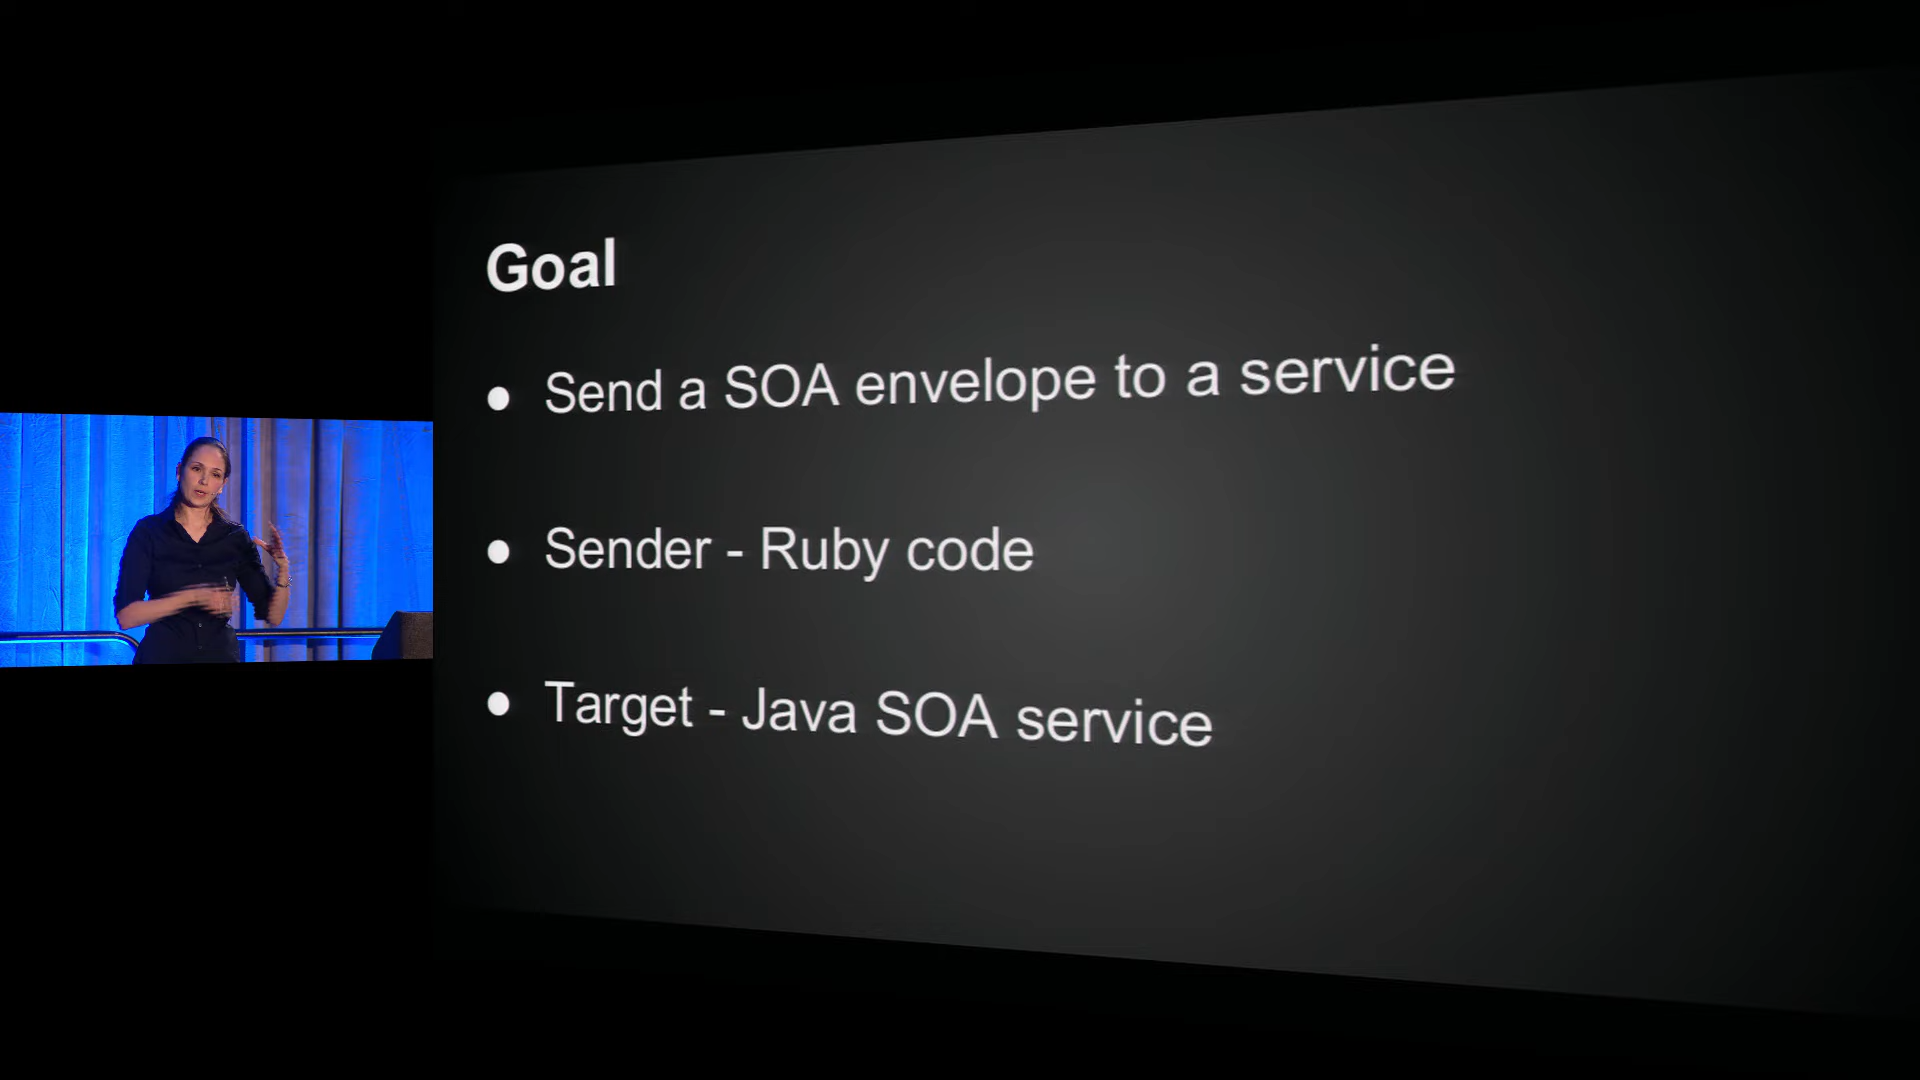 Goal
● Send a SOA envelope to a service
● Sender - Ruby code
● Target - Java SOA service